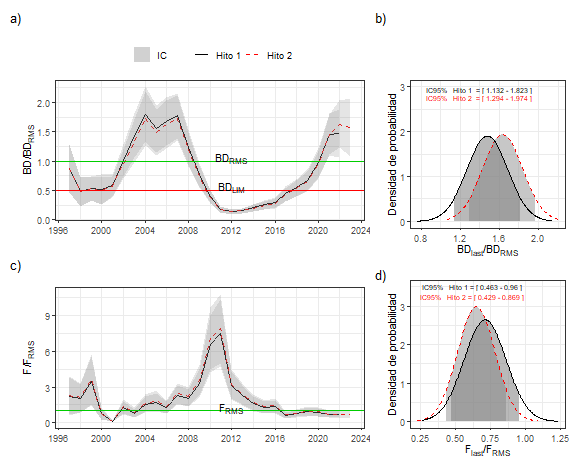 a)
b)
IC Hito 1 Hito 2
BD/BDRMS
2.0
1.5
1.0
0.5
0.0
BDRMS
BDLIM
1996 2000 2004 2008 2012 2016 2020 2024
Densidad de probabilidad
3
2
1
0
IC95% Hito 1 = [ 1.132 - 1.823 ]
IC95% Hito 2 = [ 1.294 - 1.974 ]
0.8 1.2 1.6 2.0
BDlast/BDRMS
c)
d)
F/FRMS
9
6
3
0
FRMS
1996 2000 2004 2008 2012 2016 2020 2024
Densidad de probabilidad
3
2
1
0
IC95% Hito 1 = [ 0.463 - 0.96 ]
IC95% Hito 2 = [ 0.429 - 0.869 ]
0.25 0.50 0.75 1.00 1.25
Flast/FRMS